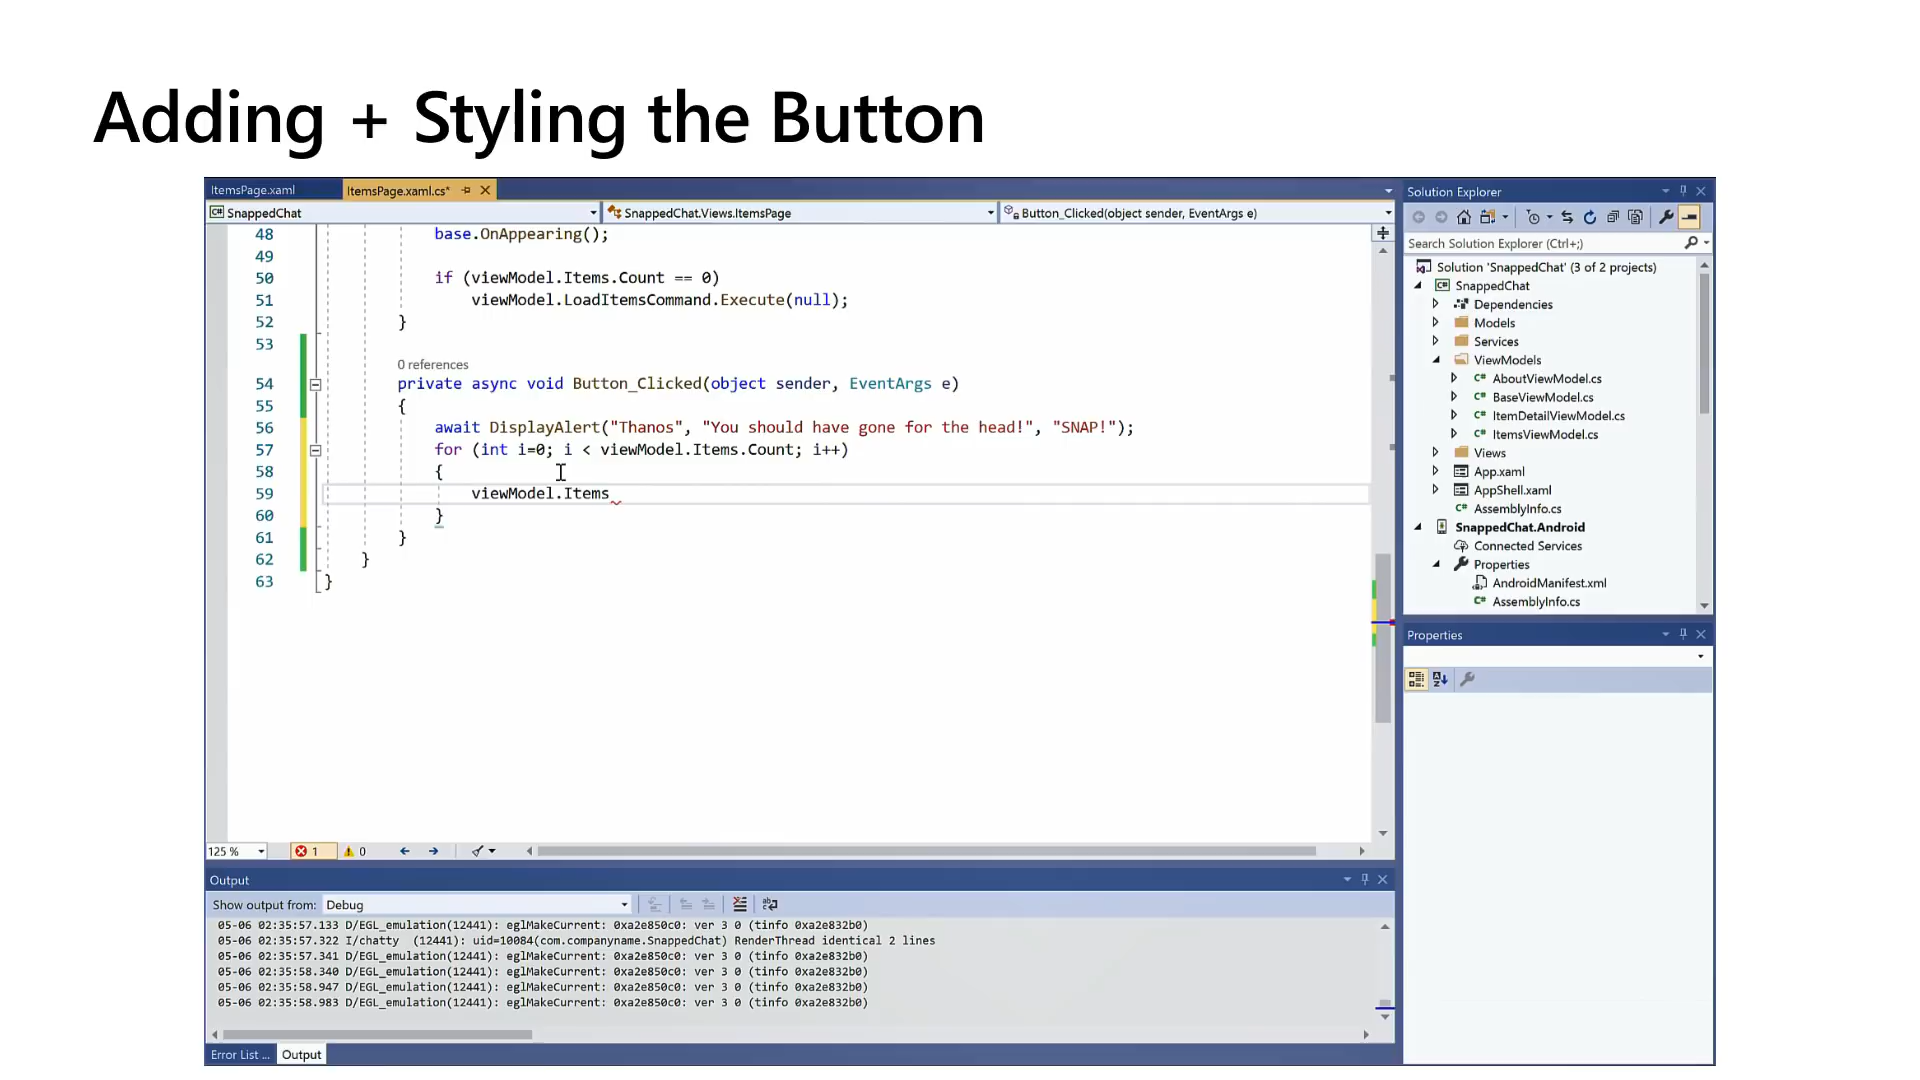 Adding + Styling the Button
ItemsPage.xaml
ItemsPage.xaml.cs*
SnappedChat
SnappedChat.Views.ItemsPage
Button_Clicked(object sender, EventArgs e)
48 base.OnAppearing();
49
50 if (viewModel.Items.Count == 0)
51 viewModel.LoadItemsCommand.Execute(null);
52 }
53
0 references
54 private async void Button_Clicked(object sender, EventArgs e)
55 {
56 await DisplayAlert("Thanos", "You should have gone for the head!", "SNAP!");
57 for (int i=0; i < viewModel.Items.Count; i++)
58 {
59 viewModel.Items
60 }
61 }
62 }
63 }
125 %
1
0
Output
Show output from: Debug
05-06 02:35:57.133 D/EGL_emulation(12441): eglMakeCurrent: 0xa2e850c0: ver 3 0 (tinfo 0xa2e832b0)
05-06 02:35:57.322 I/chatty (12441): uid=10084(com.companyname.SnappedChat) RenderThread identical 2 lines
05-06 02:35:57.341 D/EGL_emulation(12441): eglMakeCurrent: 0xa2e850c0: ver 3 0 (tinfo 0xa2e832b0)
05-06 02:35:58.340 D/EGL_emulation(12441): eglMakeCurrent: 0xa2e850c0: ver 3 0 (tinfo 0xa2e832b0)
05-06 02:35:58.947 D/EGL_emulation(12441): eglMakeCurrent: 0xa2e850c0: ver 3 0 (tinfo 0xa2e832b0)
05-06 02:35:58.983 D/EGL_emulation(12441): eglMakeCurrent: 0xa2e850c0: ver 3 0 (tinfo 0xa2e832b0)
Error List ...
Output
Solution Explorer
Search Solution Explorer (Ctrl+;)
Solution 'SnappedChat' (3 of 2 projects)
SnappedChat
Dependencies
Models
Services
ViewModels
AboutViewModel.cs
BaseViewModel.cs
ItemDetailViewModel.cs
ItemsViewModel.cs
Views
App.xaml
AppShell.xaml
AssemblyInfo.cs
SnappedChat.Android
Connected Services
Properties
AndroidManifest.xml
AssemblyInfo.cs
Properties